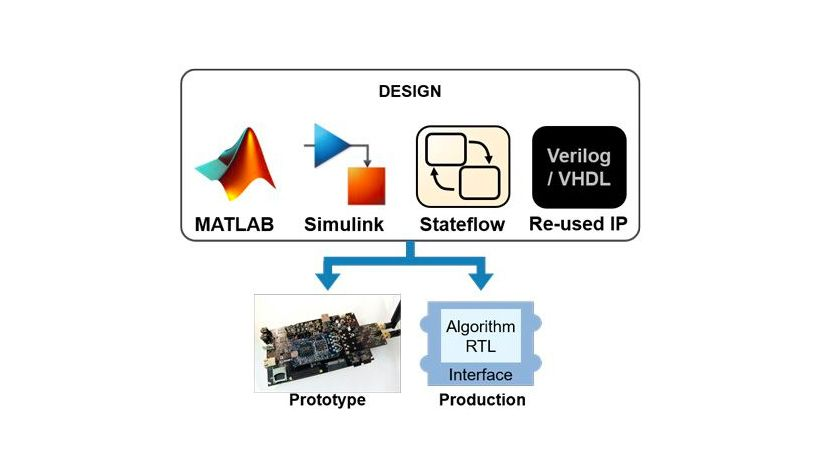 DESIGN
Verilog
/ VHDL
MATLAB Simulink Stateflow Re-used IP
Algorithm
RTL
Interface
Prototype Production